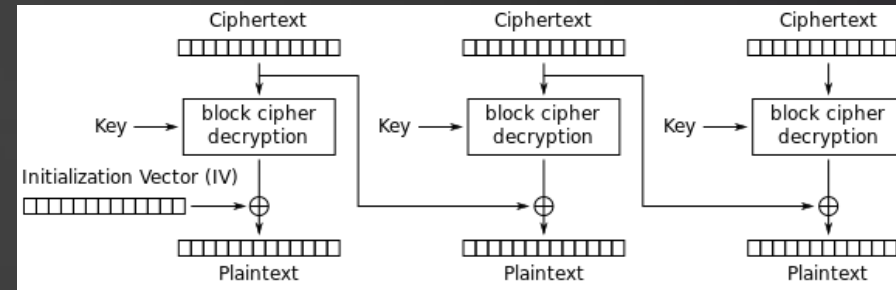 Ciphertext Ciphertext Ciphertext
Key block cipher decryption Key block cipher decryption Key block cipher decryption
Initialization Vector (IV)
Plaintext Plaintext Plaintext